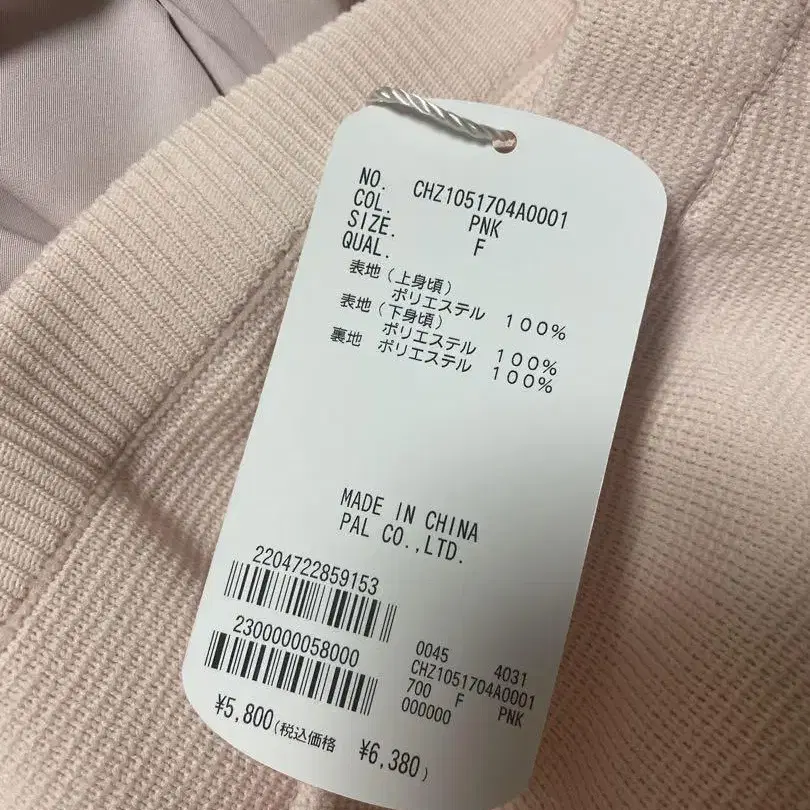 NO. CHZ1051704A0001
COL. PNK
SIZE. F
QUAL.
表地(上身頃)
ポリエステル 100%
表地(下身頃)
ポリエステル 100%
裏地 ポリエステル 100%
MADE IN CHINA
PAL CO.,LTD.
2204722859153
2300000058000
0045 4031
CHZ1051704A0001
700 F PNK
000000
¥5,800(税込価格 ¥6,380)